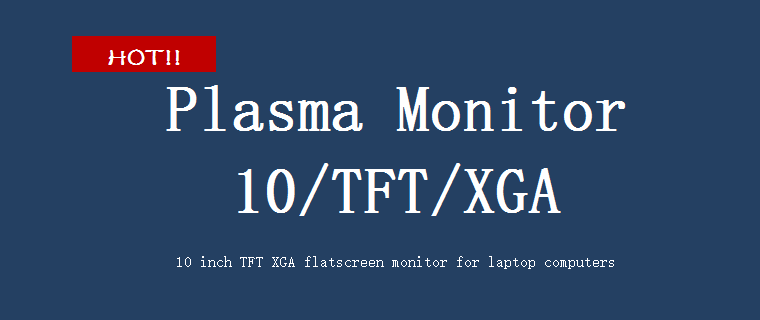 HOT!!
Plasma Monitor
10/TFT/XGA
10 inch TFT XGA flatscreen monitor for laptop computers